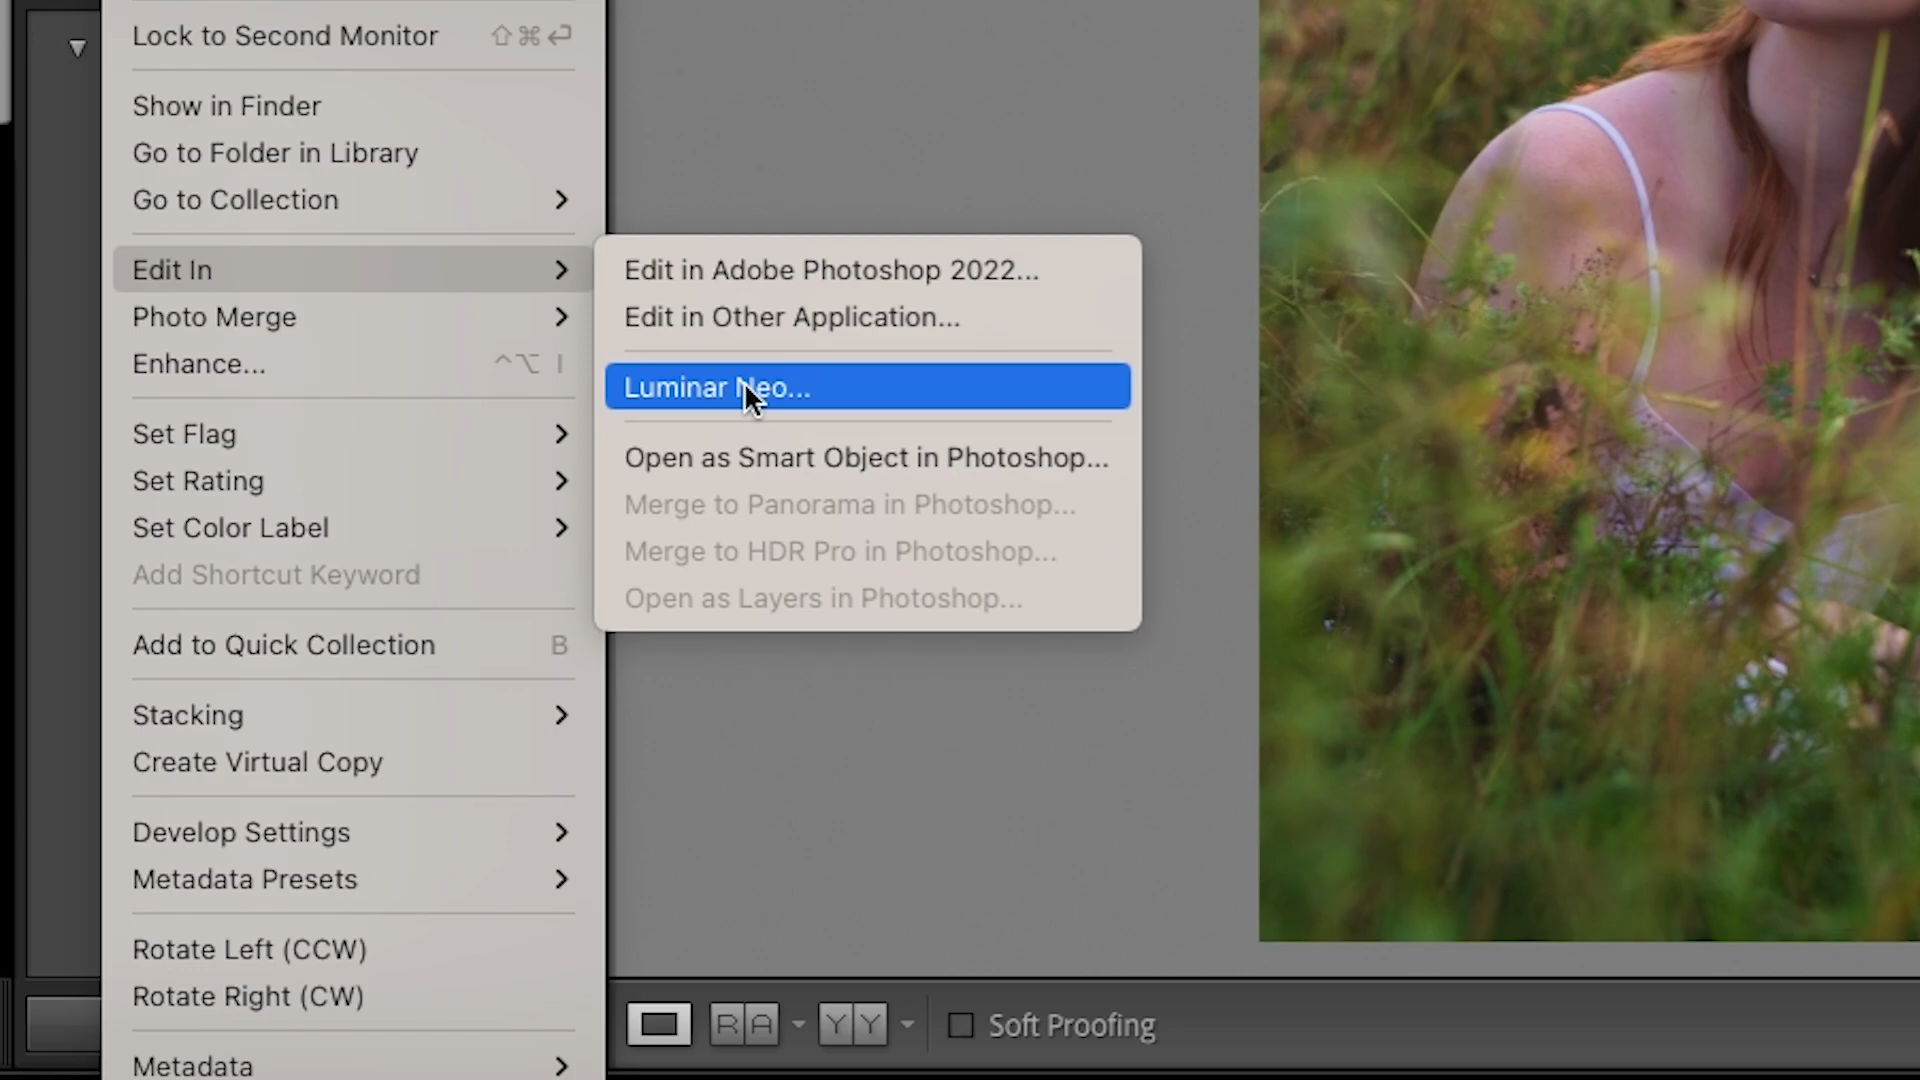 Lock to Second Monitor ⇧⌘↩
Show in Finder
Go to Folder in Library
Go to Collection
Edit In
Photo Merge
Enhance... ^⌥ I
Set Flag
Set Rating
Set Color Label
Add Shortcut Keyword
Add to Quick Collection B
Stacking
Create Virtual Copy
Develop Settings
Metadata Presets
Rotate Left (CCW)
Rotate Right (CW)
Metadata
Edit in Adobe Photoshop 2022...
Edit in Other Application...
Luminar Neo...
Open as Smart Object in Photoshop...
Merge to Panorama in Photoshop...
Merge to HDR Pro in Photoshop...
Open as Layers in Photoshop...
R A Y Y Soft Proofing